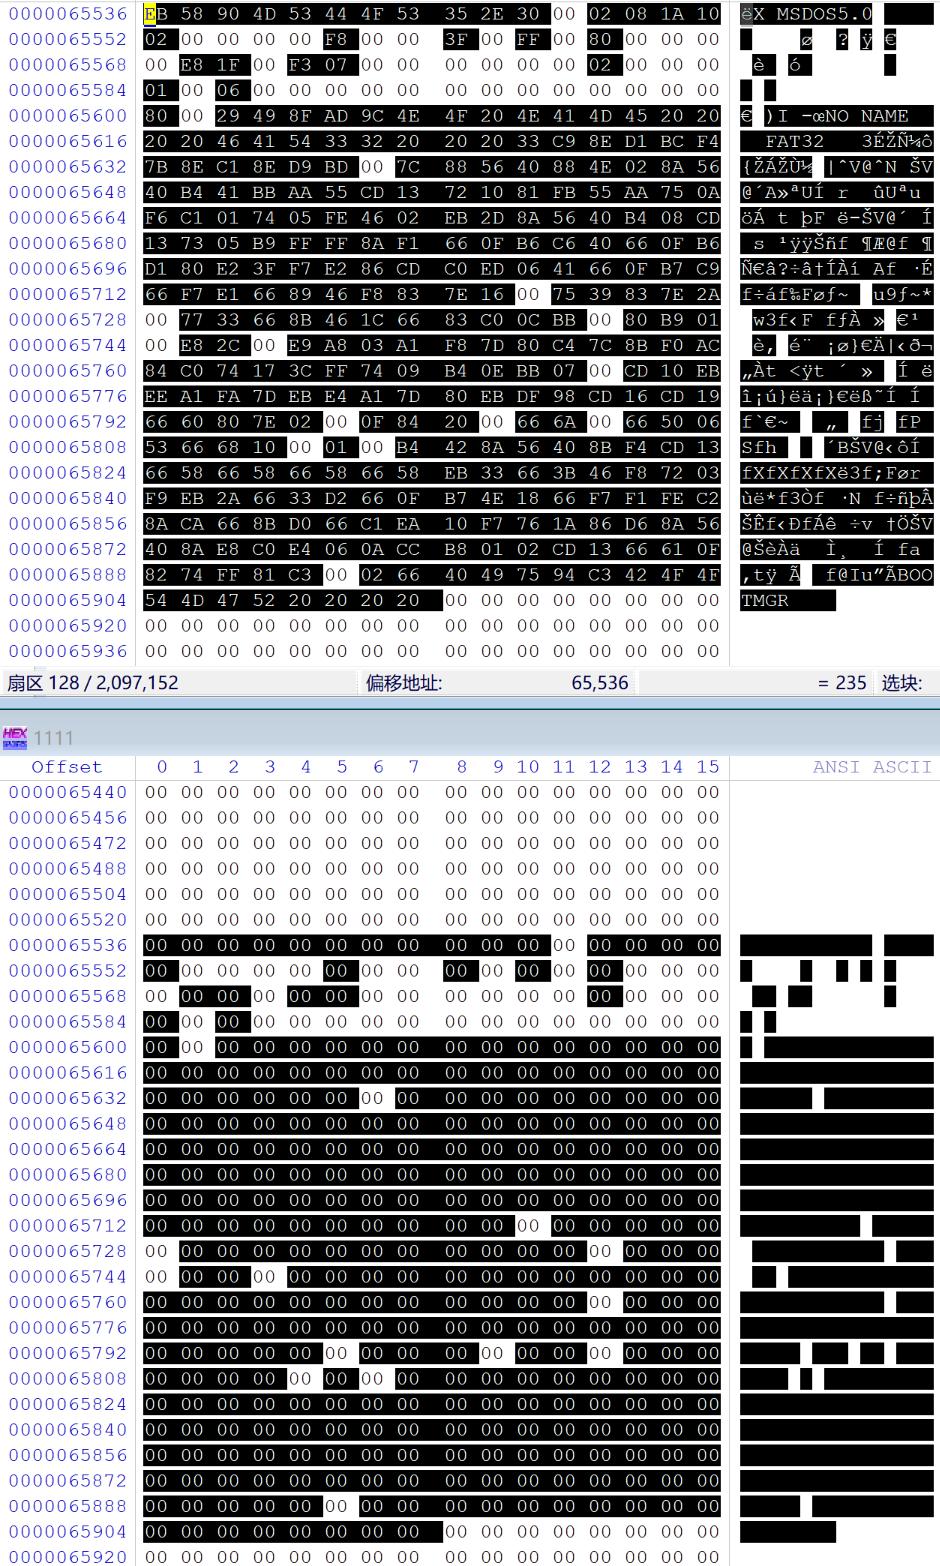 0000065536 EB 58 90 4D 53 44 4F 53 35 2E 30 00 02 08 1A 10 ëX MSDOS5.0
0000065552 02 00 00 00 00 F8 00 00 3F 00 FF 00 80 00 00 00 ø ? ÿ €
0000065568 00 E8 1F 00 F3 07 00 00 00 00 00 00 02 00 00 00 è ó
0000065584 01 00 06 00 00 00 00 00 00 00 00 00 00 00 00 00
0000065600 80 00 29 49 8F AD 9C 4E 4F 20 4E 41 4D 45 20 20 € )I -œNO NAME
0000065616 20 20 46 41 54 33 32 20 20 20 33 C9 8E D1 BC F4 FAT32 3ÉŽÑ¼ô
0000065632 7B 8E C1 8E D9 BD 00 7C 88 56 40 88 4E 02 8A 56 {ŽÁŽÙ½ |ˆV@ˆN ŠV
0000065648 40 B4 41 BB AA 55 CD 13 72 10 81 FB 55 AA 75 0A @´A»ªUÍ r ûUªu
0000065664 F6 C1 01 74 05 FE 46 02 EB 2D 8A 56 40 B4 08 CD öÁ t þF ë-ŠV@´ Í
0000065680 13 73 05 B9 FF FF 8A F1 66 0F B6 C6 40 66 0F B6 s ¹ÿÿŠñf ¶Æ@f ¶
0000065696 D1 80 E2 3F F7 E2 86 CD C0 ED 06 41 66 0F B7 C9 Ñ€â?÷â†ÍÀí Af ·É
0000065712 66 F7 E1 66 89 46 F8 83 7E 16 00 75 39 83 7E 2A f÷áf‰Føƒ~ u9ƒ~*
0000065728 00 77 33 66 8B 46 1C 66 83 C0 0C BB 00 80 B9 01 w3f‹F fƒÀ » €¹
0000065744 00 E8 2C 00 E9 A8 03 A1 F8 7D 80 C4 7C 8B F0 AC è, é¨ ¡ø}€Ä|‹ð¬
0000065760 84 C0 74 17 3C FF 74 09 B4 0E BB 07 00 CD 10 EB „Àt <ÿt ´ » Í ë
0000065776 EE A1 FA 7D EB E4 A1 7D 80 EB DF 98 CD 16 CD 19 î¡ú}ëä¡}€ëß˜Í Í
0000065792 66 60 80 7E 02 00 0F 84 20 00 66 6A 00 66 50 06 f`€~ „ fj fP
0000065808 53 66 68 10 00 01 00 B4 42 8A 56 40 8B F4 CD 13 Sfh ´BŠV@‹ôÍ
0000065824 66 58 66 58 66 58 66 58 EB 33 66 3B 46 F8 72 03 fXfXfXfXë3f;Før
0000065840 F9 EB 2A 66 33 D2 66 0F B7 4E 18 66 F7 F1 FE C2 ùë*f3Òf ·N f÷ñþÂ
0000065856 8A CA 66 8B D0 66 C1 EA 10 F7 76 1A 86 D6 8A 56 ŠÊf‹ÐfÁê ÷v †ÖŠV
0000065872 40 8A E8 C0 E4 06 0A CC B8 01 02 CD 13 66 61 0F @ŠèÀä Ì¸ Í fa
0000065888 82 74 FF 81 C3 00 02 66 40 49 75 94 C3 42 4F 4F ‚tÿ Ã f@Iu”ÃBOO
0000065904 54 4D 47 52 20 20 20 20 00 00 00 00 00 00 00 00 TMGR
0000065920 00 00 00 00 00 00 00 00 00 00 00 00 00 00 00 00
0000065936 00 00 00 00 00 00 00 00 00 00 00 00 00 00 00 00
扇区 128 / 2,097,152 偏移地址: 65,536 = 235 选块:
HEX 1111
Offset 0 1 2 3 4 5 6 7 8 9 10 11 12 13 14 15 ANSI ASCII
0000065440 00 00 00 00 00 00 00 00 00 00 00 00 00 00 00 00
0000065456 00 00 00 00 00 00 00 00 00 00 00 00 00 00 00 00
0000065472 00 00 00 00 00 00 00 00 00 00 00 00 00 00 00 00
0000065488 00 00 00 00 00 00 00 00 00 00 00 00 00 00 00 00
0000065504 00 00 00 00 00 00 00 00 00 00 00 00 00 00 00 00
0000065520 00 00 00 00 00 00 00 00 00 00 00 00 00 00 00 00
0000065536 00 00 00 00 00 00 00 00 00 00 00 00 00 00 00 00
0000065552 00 00 00 00 00 00 00 00 00 00 00 00 00 00 00 00
0000065568 00 00 00 00 00 00 00 00 00 00 00 00 00 00 00 00
0000065584 00 00 00 00 00 00 00 00 00 00 00 00 00 00 00 00
0000065600 00 00 00 00 00 00 00 00 00 00 00 00 00 00 00 00
0000065616 00 00 00 00 00 00 00 00 00 00 00 00 00 00 00 00
0000065632 00 00 00 00 00 00 00 00 00 00 00 00 00 00 00 00
0000065648 00 00 00 00 00 00 00 00 00 00 00 00 00 00 00 00
0000065664 00 00 00 00 00 00 00 00 00 00 00 00 00 00 00 00
0000065680 00 00 00 00 00 00 00 00 00 00 00 00 00 00 00 00
0000065696 00 00 00 00 00 00 00 00 00 00 00 00 00 00 00 00
0000065712 00 00 00 00 00 00 00 00 00 00 00 00 00 00 00 00
0000065728 00 00 00 00 00 00 00 00 00 00 00 00 00 00 00 00
0000065744 00 00 00 00 00 00 00 00 00 00 00 00 00 00 00 00
0000065760 00 00 00 00 00 00 00 00 00 00 00 00 00 00 00 00
0000065776 00 00 00 00 00 00 00 00 00 00 00 00 00 00 00 00
0000065792 00 00 00 00 00 00 00 00 00 00 00 00 00 00 00 00
0000065808 00 00 00 00 00 00 00 00 00 00 00 00 00 00 00 00
0000065824 00 00 00 00 00 00 00 00 00 00 00 00 00 00 00 00
0000065840 00 00 00 00 00 00 00 00 00 00 00 00 00 00 00 00
0000065856 00 00 00 00 00 00 00 00 00 00 00 00 00 00 00 00
0000065872 00 00 00 00 00 00 00 00 00 00 00 00 00 00 00 00
0000065888 00 00 00 00 00 00 00 00 00 00 00 00 00 00 00 00
0000065904 00 00 00 00 00 00 00 00 00 00 00 00 00 00 00 00
0000065920 00 00 00 00 00 00 00 00 00 00 00 00 00 00 00 00